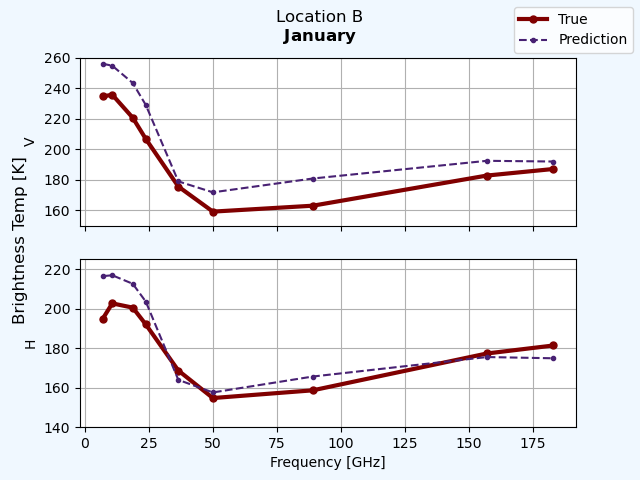 Location B
January
True
Prediction
260
240
220
200
180
160
V
220
200
180
160
140
H
Brightness Temp [K]
0 25 50 75 100 125 150 175
Frequency [GHz]